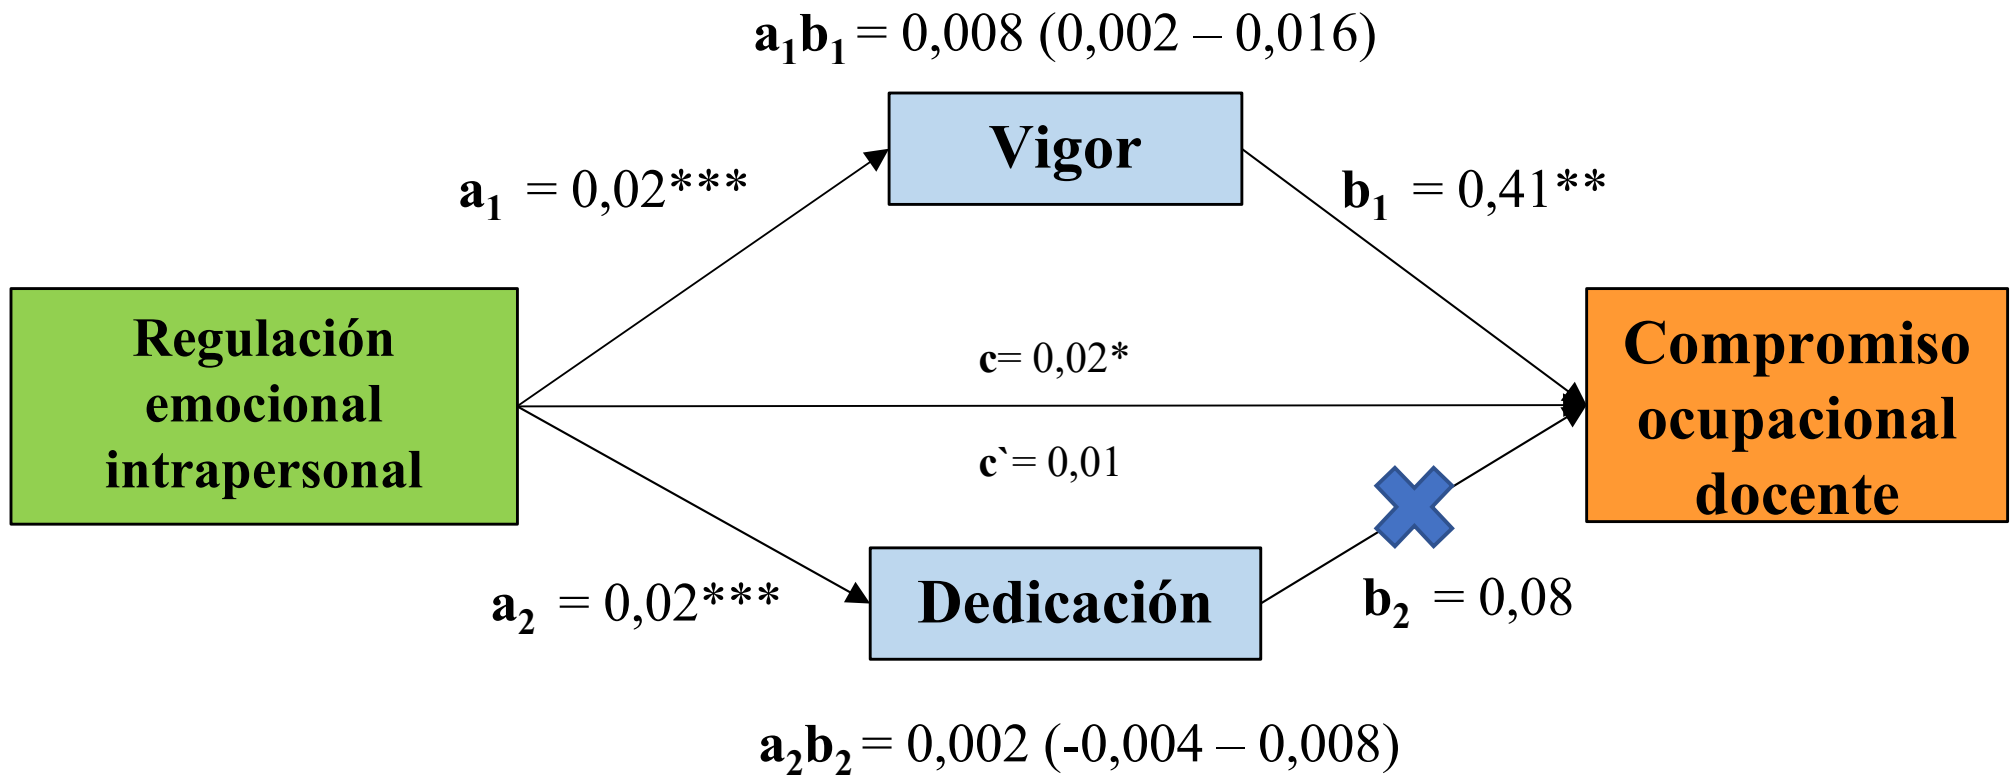 a₁b₁ = 0,008 (0,002 – 0,016)
Vigor
a₁ = 0,02***
b₁ = 0,41**
Regulación
emocional
intrapersonal
c= 0,02*
c`= 0,01
Compromiso
ocupacional
docente
Dedicación
a₂ = 0,02***
b₂ = 0,08
a₂b₂ = 0,002 (-0,004 – 0,008)